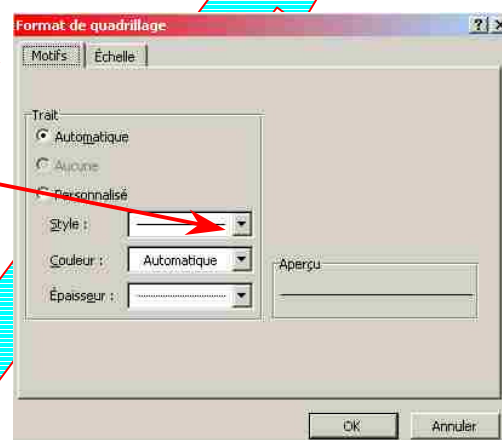 Format de quadrillage
Motifs Échelle
Trait
Automatique
Aucune
Personnalisé
Style :
Couleur : Automatique
Épaisseur :
Aperçu
OK Annuler